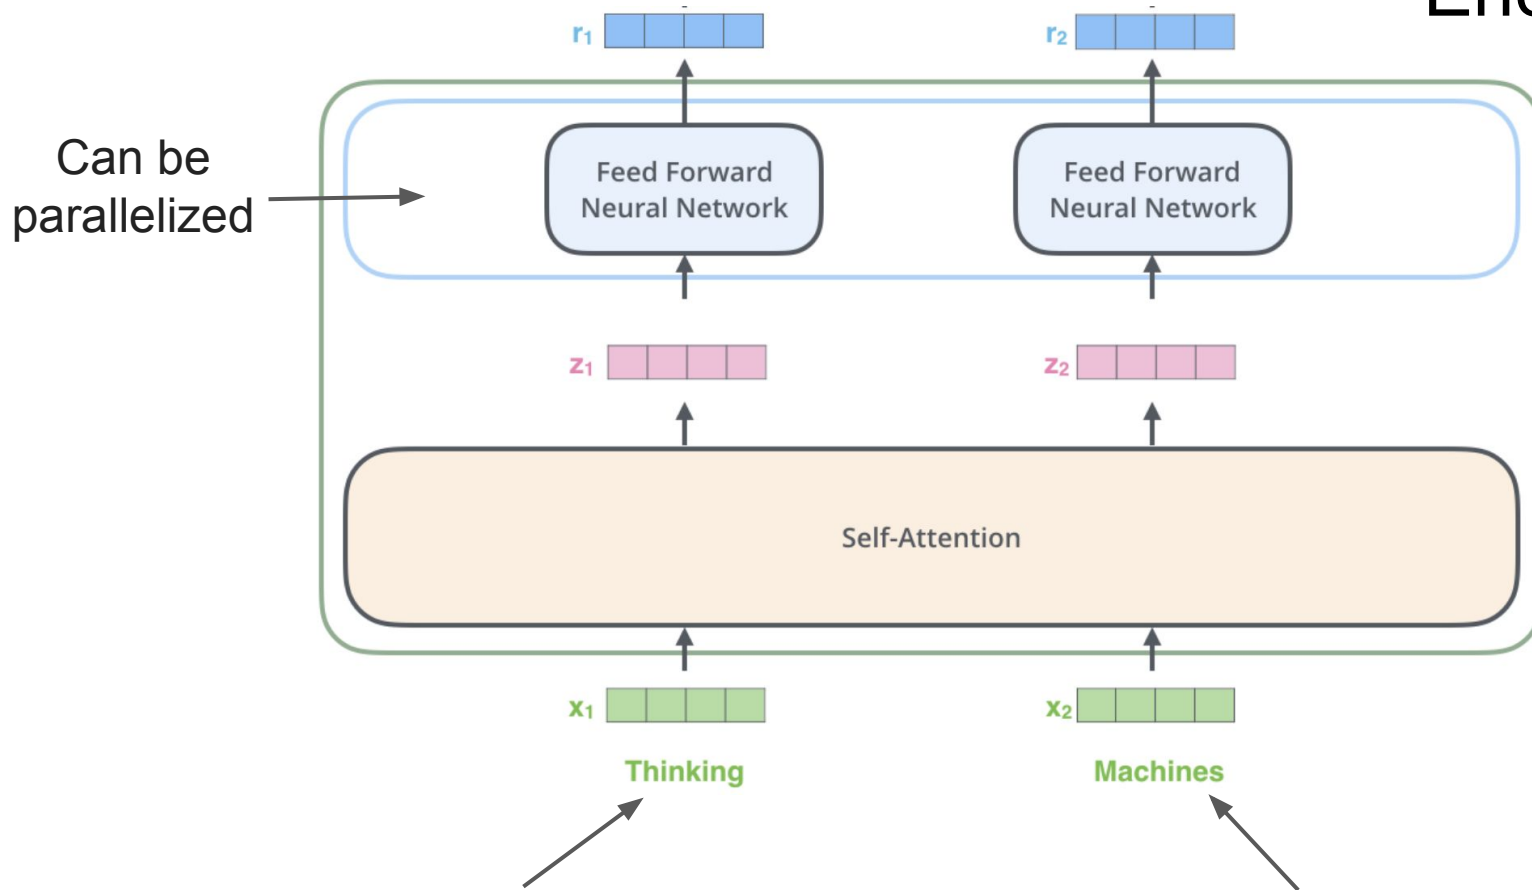 Enc
r1
r2
Can be
parallelized
Feed Forward
Neural Network
Feed Forward
Neural Network
z1
z2
Self-Attention
x1
x2
Thinking
Machines